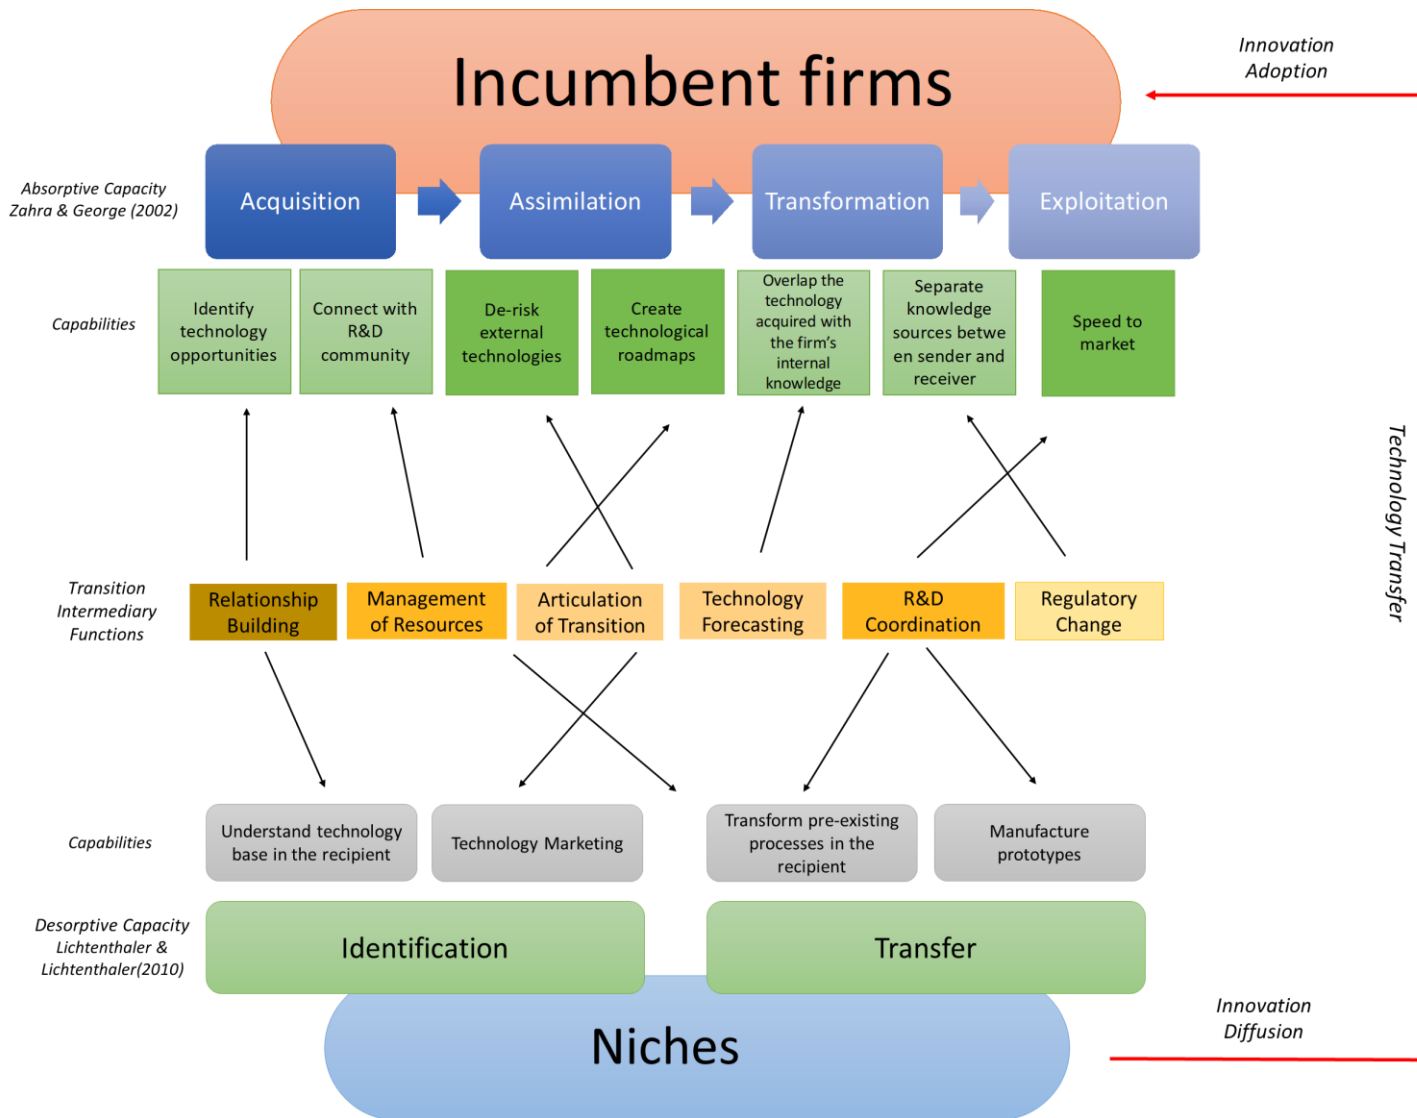 Incumbent firms
Innovation
Adoption
Absorptive Capacity
Zahra & George (2002)
Acquisition
Assimilation
Transformation
Exploitation
Capabilities
Identify
technology
opportunities
Connect with
R&D
community
De-risk
external
technologies
Create
technological
roadmaps
Overlap the
technology
acquired with
the firm's
internal
knowledge
Separate
knowledge
sources betwe
en sender and
receiver
Speed to
market
Technology Transfer
Transition
Intermediary
Functions
Relationship
Building
Management
of Resources
Articulation
of Transition
Technology
Forecasting
R&D
Coordination
Regulatory
Change
Capabilities
Understand technology
base in the recipient
Technology Marketing
Transform pre-existing
processes in the
recipient
Manufacture
prototypes
Desorptive Capacity
Lichtenthaler &
Lichtenthaler(2010)
Identification
Transfer
Niches
Innovation
Diffusion